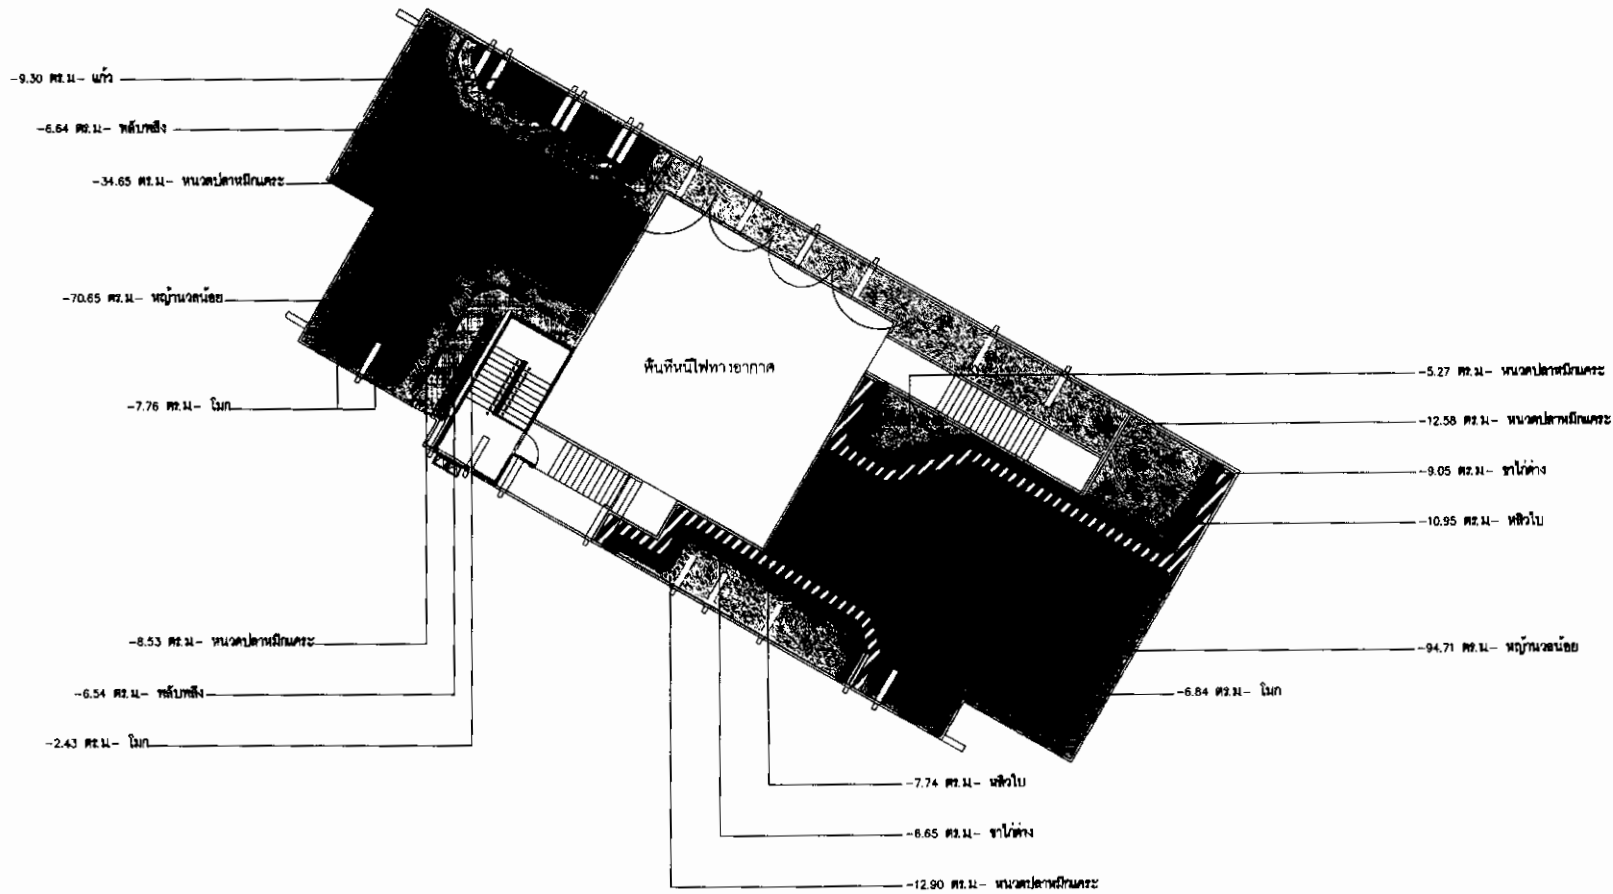 -9.30 ตร.ม- แก้ว
-6.64 ตร.ม- พลับพลึง
-34.65 ตร.ม- หนวดปลาหมึกแคระ
-70.65 ตร.ม- หญ้านวลน้อย
-7.76 ตร.ม- โมก
พื้นที่หนีไฟทางอากาศ
-5.27 ตร.ม- หนวดปลาหมึกแคระ
-12.58 ตร.ม- หนวดปลาหมึกแคระ
-9.05 ตร.ม- ขาไก่ด่าง
-10.95 ตร.ม- หลิวใบ
-8.53 ตร.ม- หนวดปลาหมึกแคระ
-6.54 ตร.ม- พลับพลึง
-2.43 ตร.ม- โมก
-94.71 ตร.ม- หญ้านวลน้อย
-6.84 ตร.ม- โมก
-7.74 ตร.ม- หลิวใบ
-6.65 ตร.ม- ขาไก่ด่าง
-12.90 ตร.ม- หนวดปลาหมึกแคระ